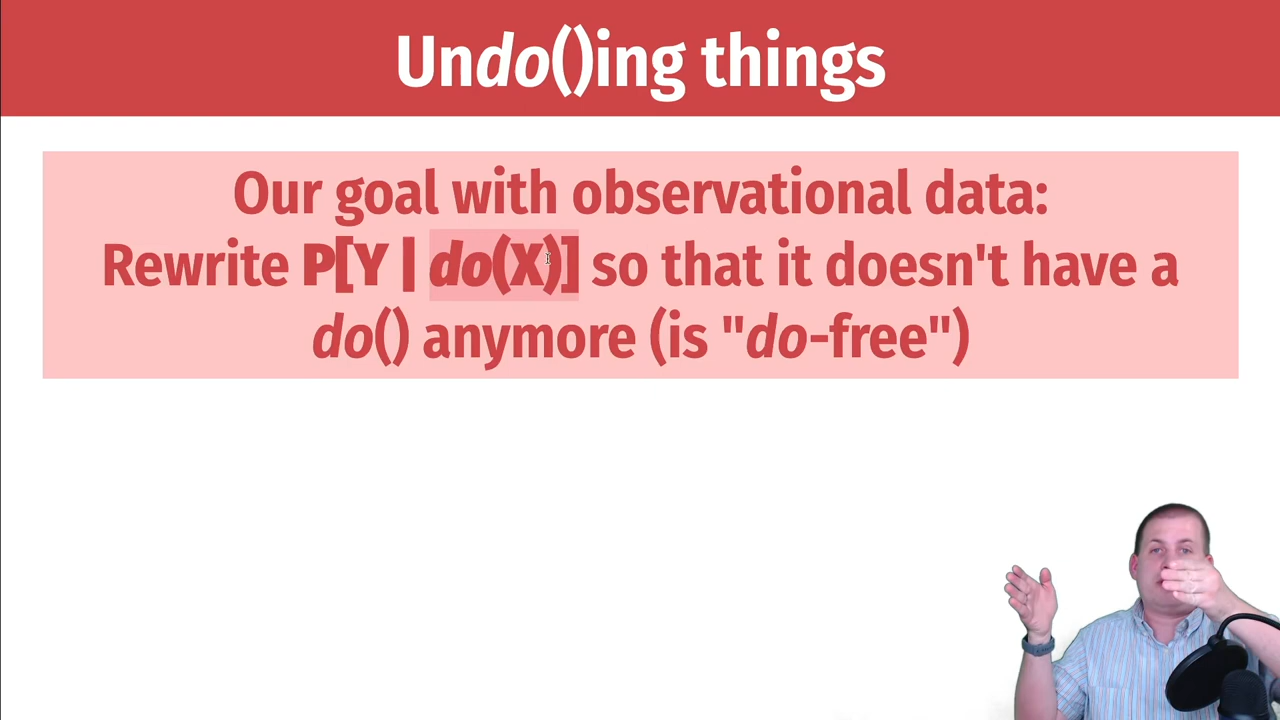 Undo()ing things
Our goal with observational data:
Rewrite P[Y | do(X)] so that it doesn't have a
do() anymore (is "do-free")